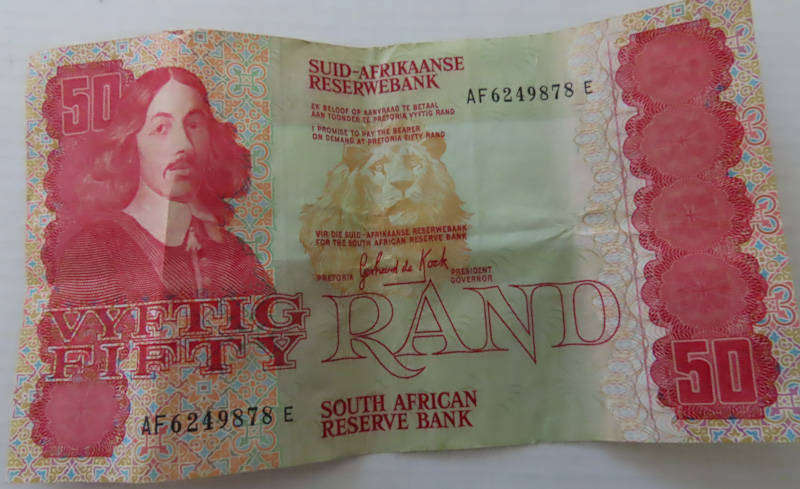 50
SUID-AFRIKAANSE
RESERWEBANK
AF6249878 E
EK BELOOF OP AANVRAAG TE BETAAL
AAN TOONDER TE PRETORIA VYFTIG RAND
I PROMISE TO PAY THE BEARER
ON DEMAND AT PRETORIA FIFTY RAND
VIR DIE SUID-AFRIKAANSE RESERWEBANK
FOR THE SOUTH AFRICAN RESERVE BANK
PRETORIA Gerhard de Kock PRESIDENT
GOVERNOR
VYFTIG
FIFTY
RAND
50
AF6249878 E
SOUTH AFRICAN
RESERVE BANK